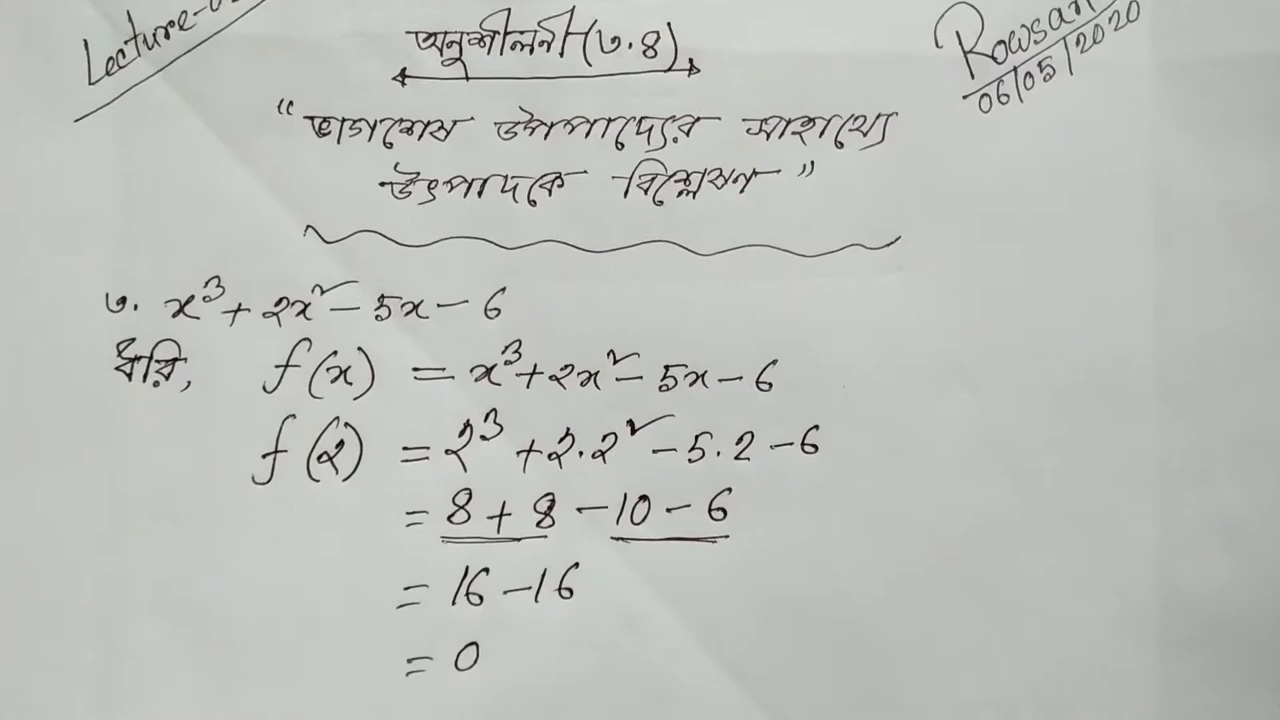 Lecture-0
অনুশীলনী (৩.৪)
Rowsan
06/05/2020
“ভাগশেষ উপপাদ্যের সাহায্যে
উৎপাদকে বিশ্লেষণ”
৩. x³ + 2x² - 5x - 6
ধরি, f(x) = x³ + 2x² - 5x - 6
f(2) = 2³ + 2.2² - 5.2 - 6
= 8 + 8 - 10 - 6
= 16 - 16
= 0